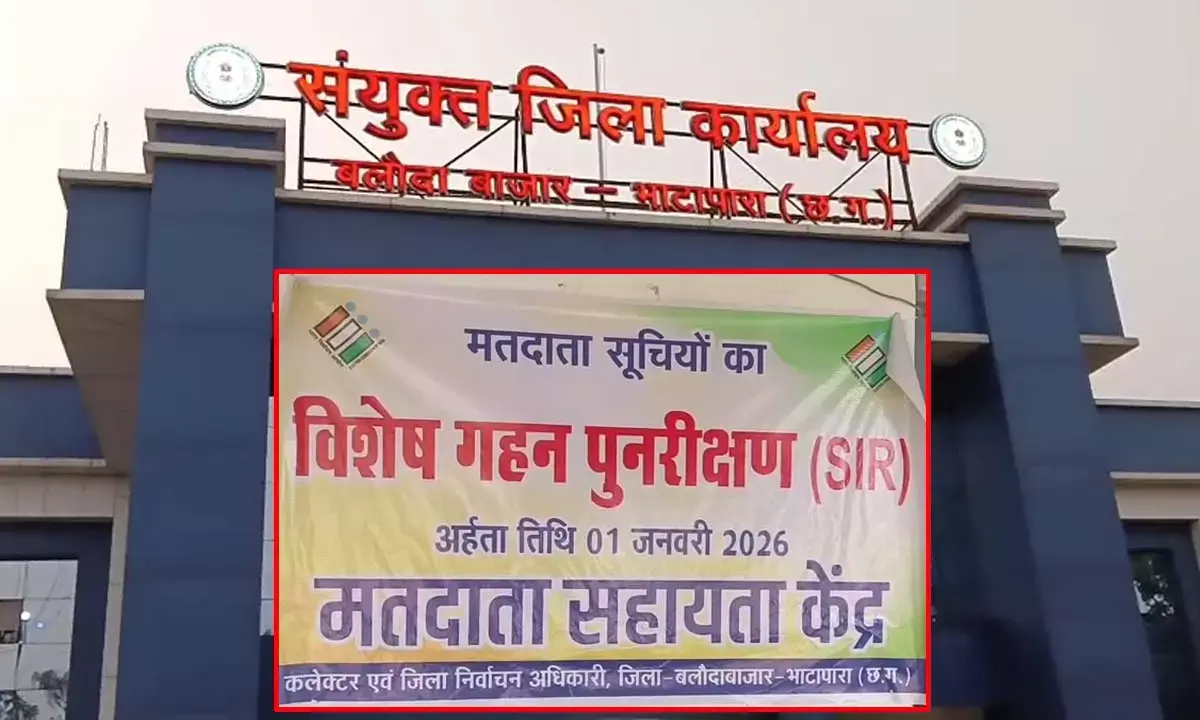 संयुक्त जिला कार्यालय
बलौदा बाजार - भाटापारा (छ.ग.)
मतदाता सूचियों का
विशेष गहन पुनरीक्षण (SIR)
अर्हता तिथि 01 जनवरी 2026
मतदाता सहायता केंद्र
कलेक्टर एवं जिला निर्वाचन अधिकारी, जिला-बलौदाबाजार-भाटापारा (छ.ग.)